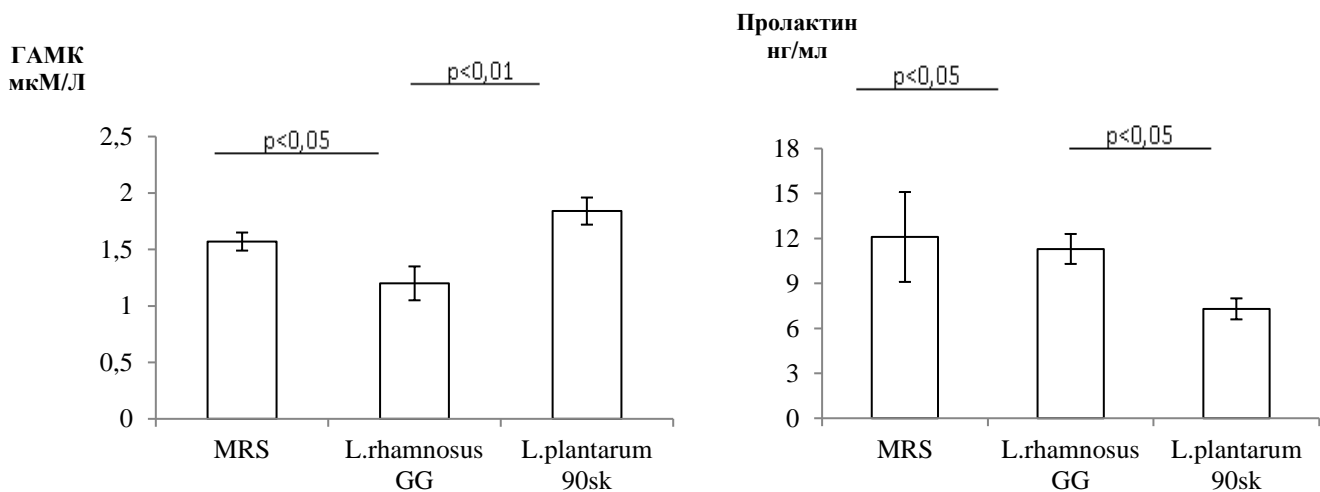 ГАМК
мкМ/Л
p<0,01
p<0,05
2,5
2
1,5
1
0,5
0
MRS
L.rhamnosus
GG
L.plantarum
90sk
Пролактин
нг/мл
p<0,05
p<0,05
18
15
12
9
6
3
0
MRS
L.rhamnosus
GG
L.plantarum
90sk